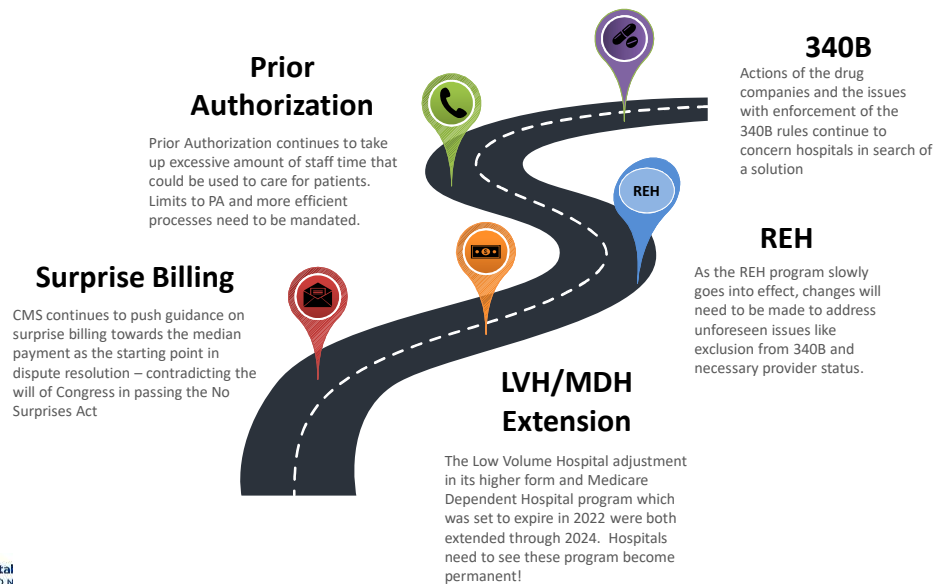 340B
Actions of the drug
companies and the issues
with enforcement of the
340B rules continue to
concern hospitals in search of
a solution
Prior
Authorization
Prior Authorization continues to take
up excessive amount of staff time that
could be used to care for patients.
Limits to PA and more efficient
processes need to be mandated.
REH
REH
As the REH program slowly
goes into effect, changes will
need to be made to address
unforeseen issues like
exclusion from 340B and
necessary provider status.
Surprise Billing
CMS continues to push guidance on
surprise billing towards the median
payment as the starting point in
dispute resolution – contradicting the
will of Congress in passing the No
Surprises Act
LVH/MDH
Extension
The Low Volume Hospital adjustment
in its higher form and Medicare
Dependent Hospital program which
was set to expire in 2022 were both
extended through 2024.  Hospitals
need to see these program become
permanent!